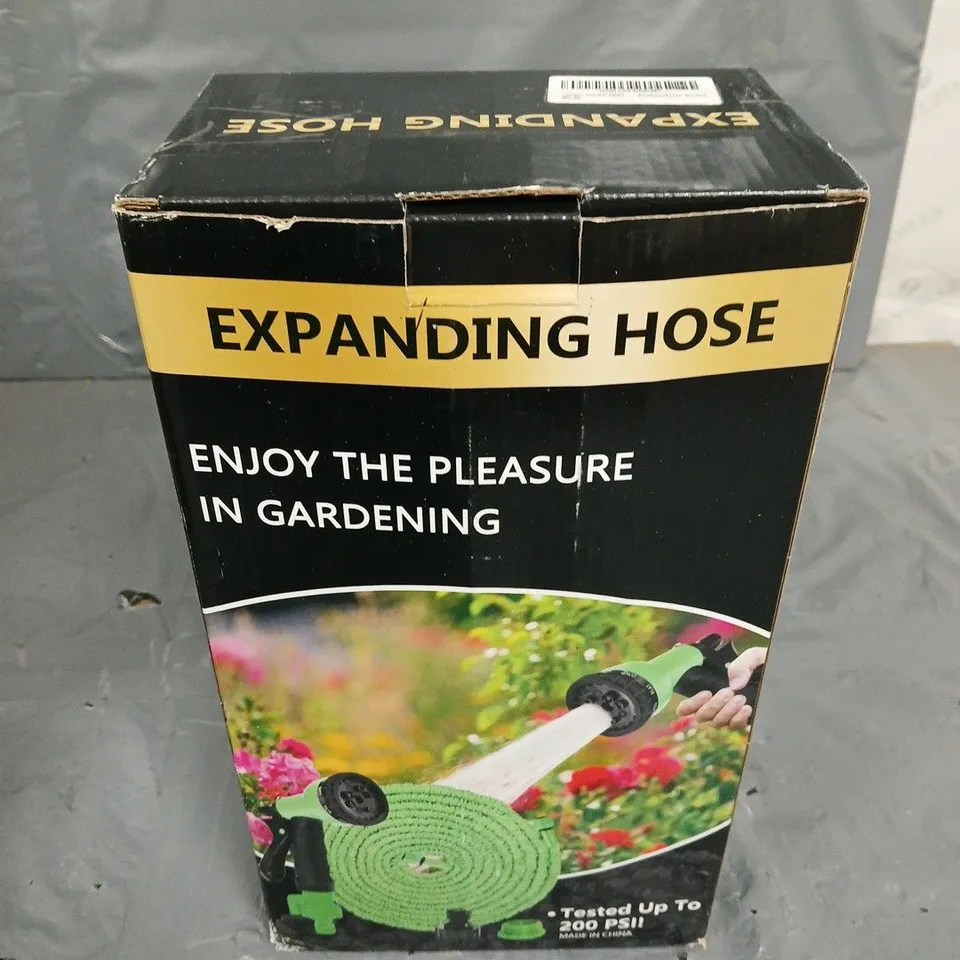 EXPANDING HOSE
EXPANDING HOSE
ENJOY THE PLEASURE
IN GARDENING
• Tested Up To
200 PSI!
MADE IN CHINA